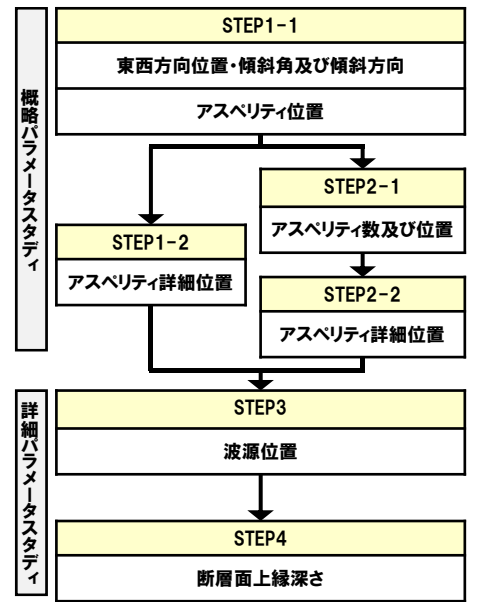 概略パラメータスタディ
STEP1-1
東西方向位置・傾斜角及び傾斜方向
アスペリティ位置
STEP1-2
アスペリティ詳細位置
STEP2-1
アスペリティ数及び位置
STEP2-2
アスペリティ詳細位置
詳細パラメータスタディ
STEP3
波源位置
STEP4
断層面上縁深さ